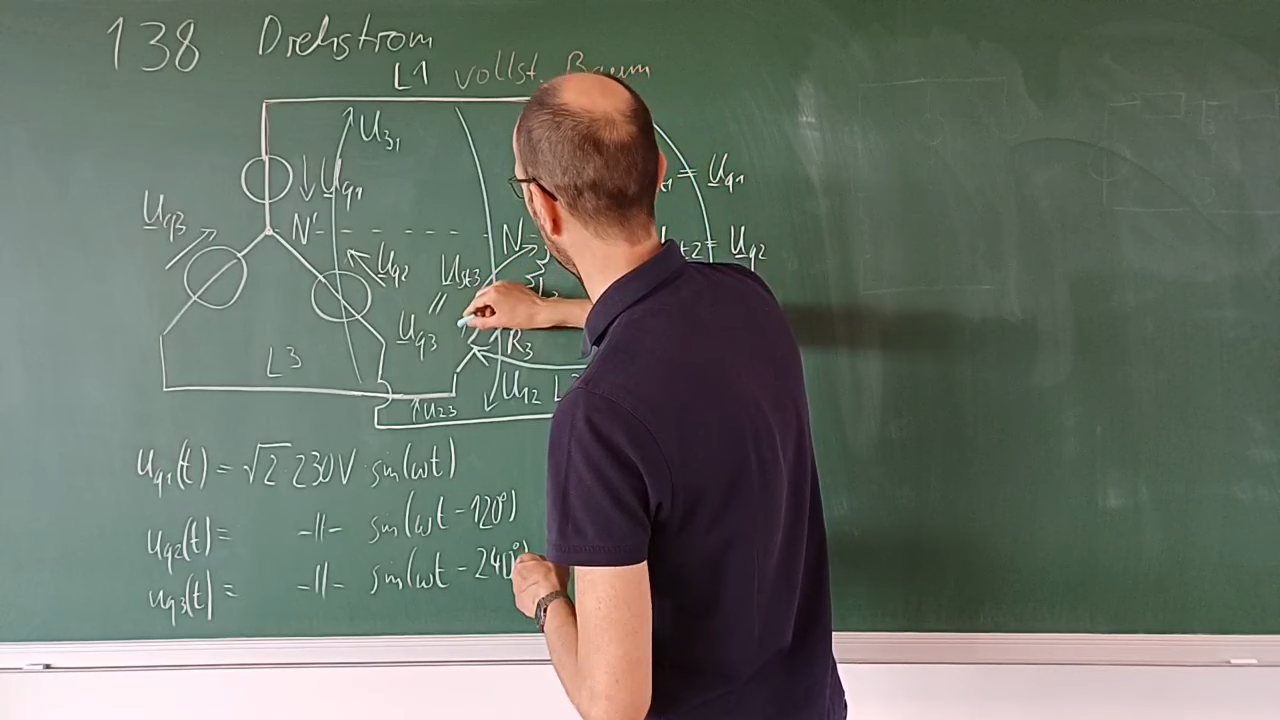 138 Drehstrom
L1 vollst. Baum
U31
Uq1
= Uq1
Uq3
N'
N
t2 = Uq2
Uq2
Ust3
"
Uq3
R3
L3
U12
U23
uq1(t) = √2·230V sin(ωt)
uq2(t) = -||- sin(ωt - 120°)
uq3(t) = -||- sin(ωt - 240°)